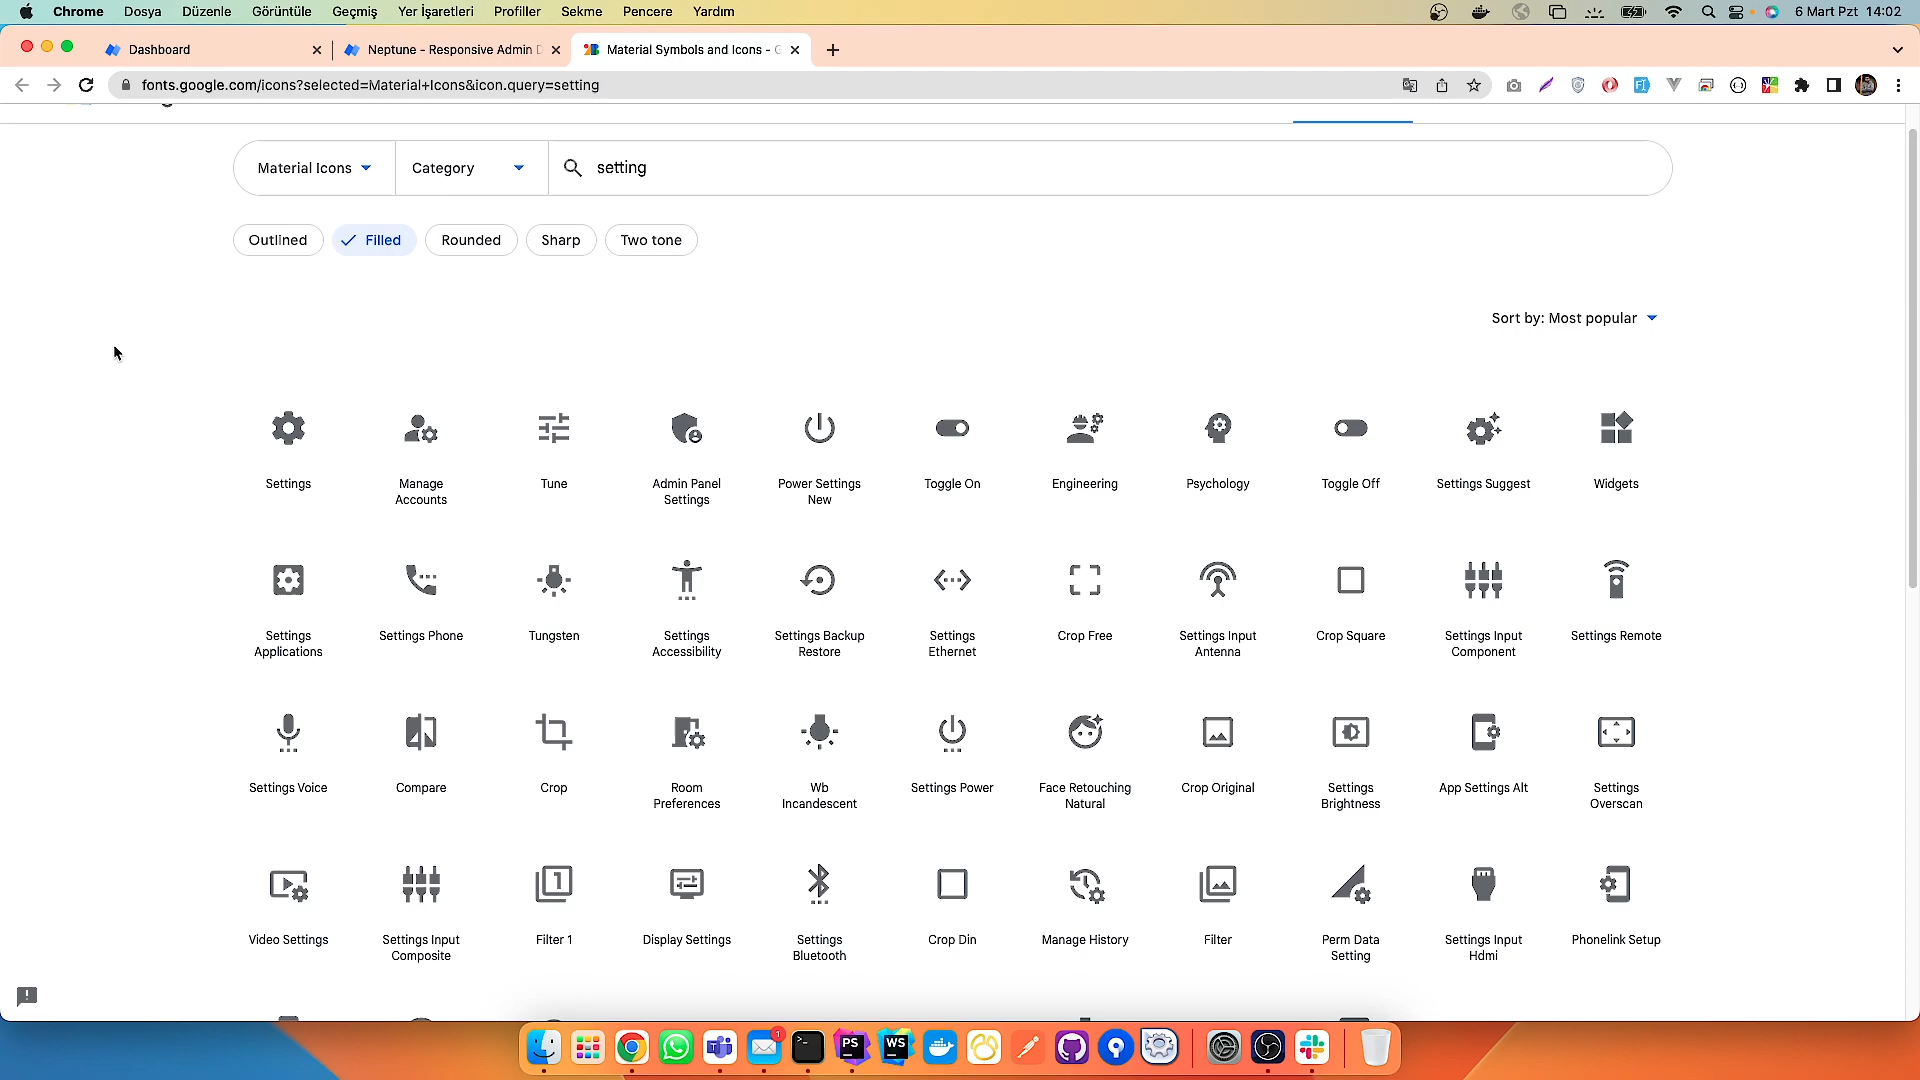 Chrome Dosya Düzenle Görüntüle Geçmiş Yer İşaretleri Profiller Sekme Pencere Yardım 6 Mart Pzt 14:02
Dashboard Neptune - Responsive Admin D Material Symbols and Icons - G
fonts.google.com/icons?selected=Material+Icons&icon.query=setting
Material Icons Category setting
Outlined Filled Rounded Sharp Two tone
Sort by: Most popular
Settings Manage Accounts Tune Admin Panel Settings Power Settings New Toggle On Engineering Psychology Toggle Off Settings Suggest Widgets
Settings Applications Settings Phone Tungsten Settings Accessibility Settings Backup Restore Settings Ethernet Crop Free Settings Input Antenna Crop Square Settings Input Component Settings Remote
Settings Voice Compare Crop Room Preferences Wb Incandescent Settings Power Face Retouching Natural Crop Original Settings Brightness App Settings Alt Settings Overscan
Video Settings Settings Input Composite Filter 1 Display Settings Settings Bluetooth Crop Din Manage History Filter Perm Data Setting Settings Input Hdmi Phonelink Setup
PS WS